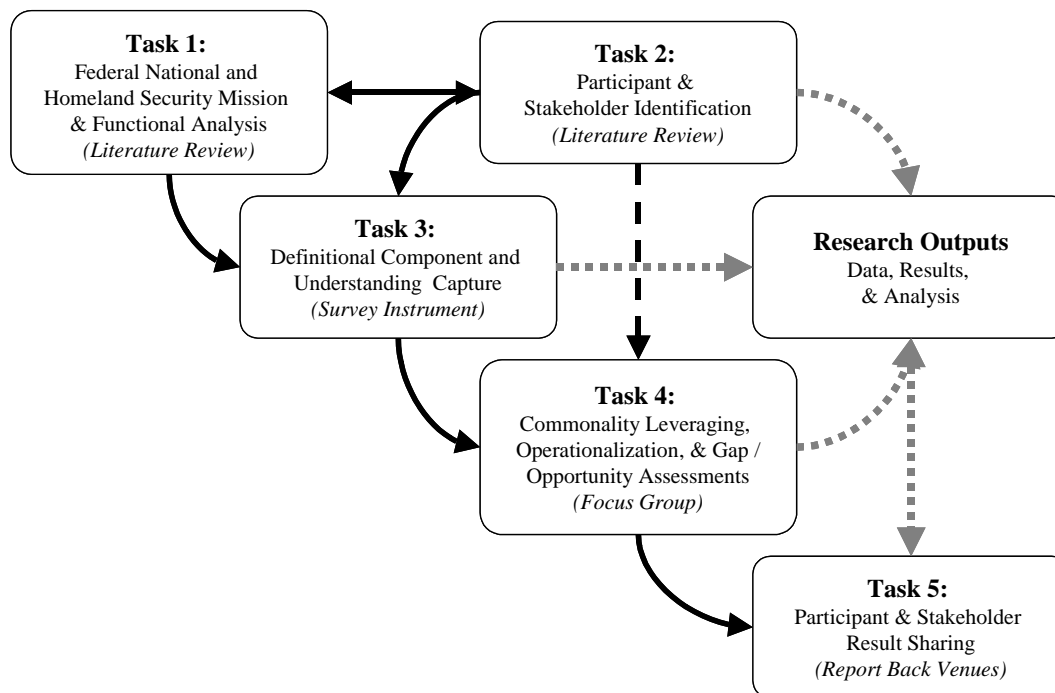 Task 1:
Federal National and
Homeland Security Mission
& Functional Analysis
(Literature Review)
Task 2:
Participant &
Stakeholder Identification
(Literature Review)
Task 3:
Definitional Component and
Understanding Capture
(Survey Instrument)
Research Outputs
Data, Results,
& Analysis
Task 4:
Commonality Leveraging,
Operationalization, & Gap /
Opportunity Assessments
(Focus Group)
Task 5:
Participant & Stakeholder
Result Sharing
(Report Back Venues)